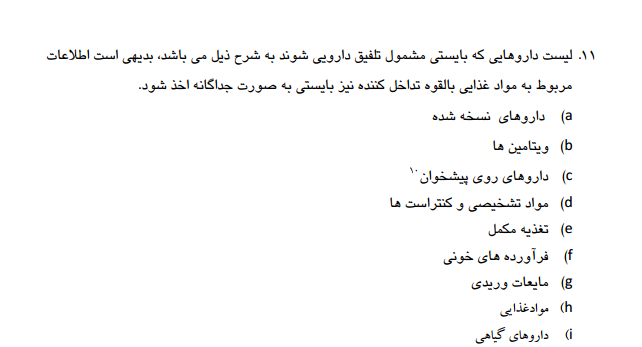 ۱۱. لیست داروهایی که بایستی مشمول تلفیق دارویی شوند به شرح ذیل می باشد، بدیهی است اطلاعات
مربوط به مواد غذایی بالقوه تداخل کننده نیز بایستی به صورت جداگانه اخذ شود.
a) داروهای نسخه شده
b) ویتامین ها
c) داروهای روی پیشخوان۱۰
d) مواد تشخیصی و کنتراست ها
e) تغذیه مکمل
f) فرآورده های خونی
g) مایعات وریدی
h) موادغذایی
i) داروهای گیاهی